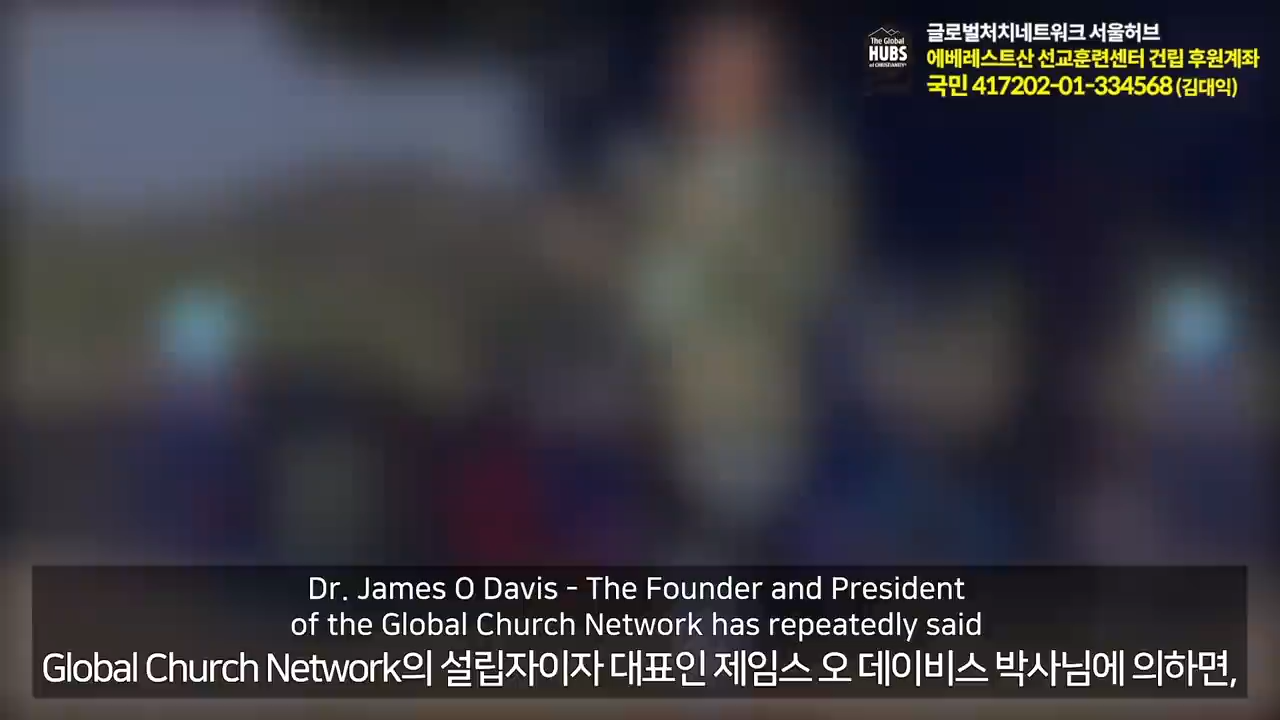 The Global
HUBS
of CHRISTIANITY
글로벌처치네트워크 서울허브
에베레스트산 선교훈련센터 건립 후원계좌
국민 417202-01-334568 (김대익)
Dr. James O Davis - The Founder and President
of the Global Church Network has repeatedly said
Global Church Network의 설립자이자 대표인 제임스 오 데이비스 박사님에 의하면,